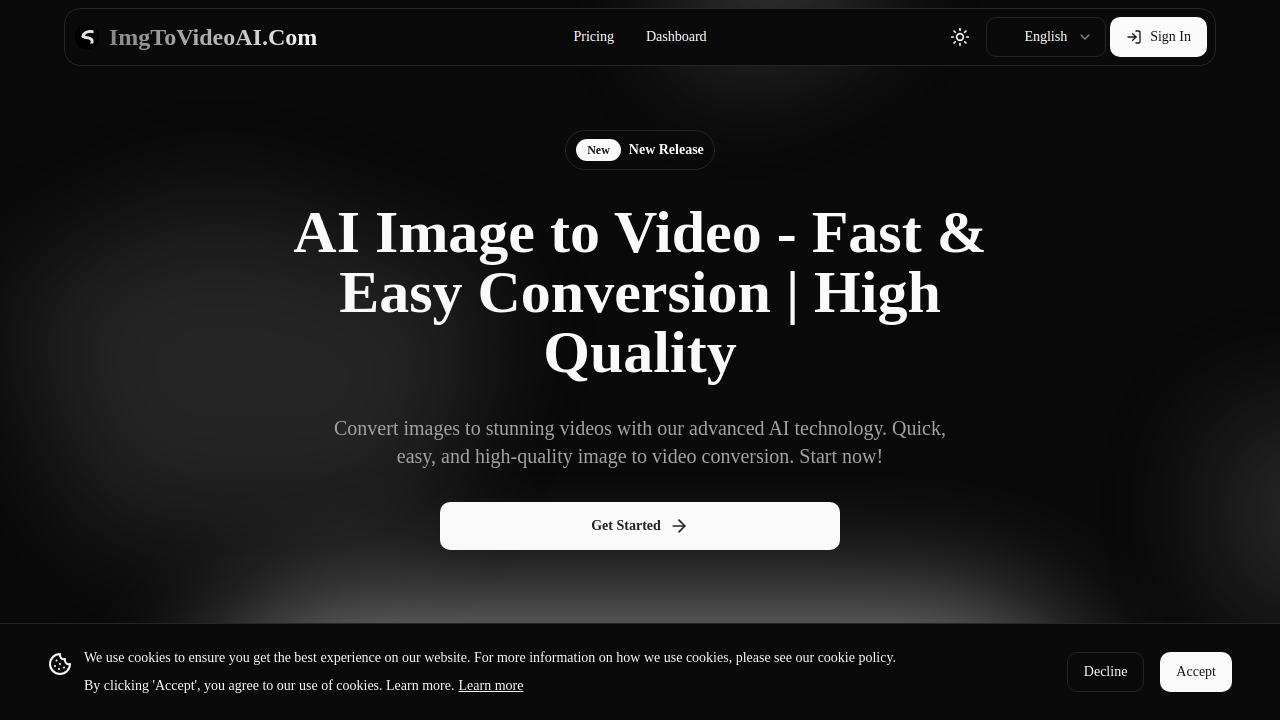 ImgToVideoAI.Com
Pricing
Dashboard
English
Sign In
New
New Release
AI Image to Video - Fast &
Easy Conversion | High
Quality
Convert images to stunning videos with our advanced AI technology. Quick,
easy, and high-quality image to video conversion. Start now!
Get Started
We use cookies to ensure you get the best experience on our website. For more information on how we use cookies, please see our cookie policy.
By clicking 'Accept', you agree to our use of cookies. Learn more. Learn more
Decline
Accept